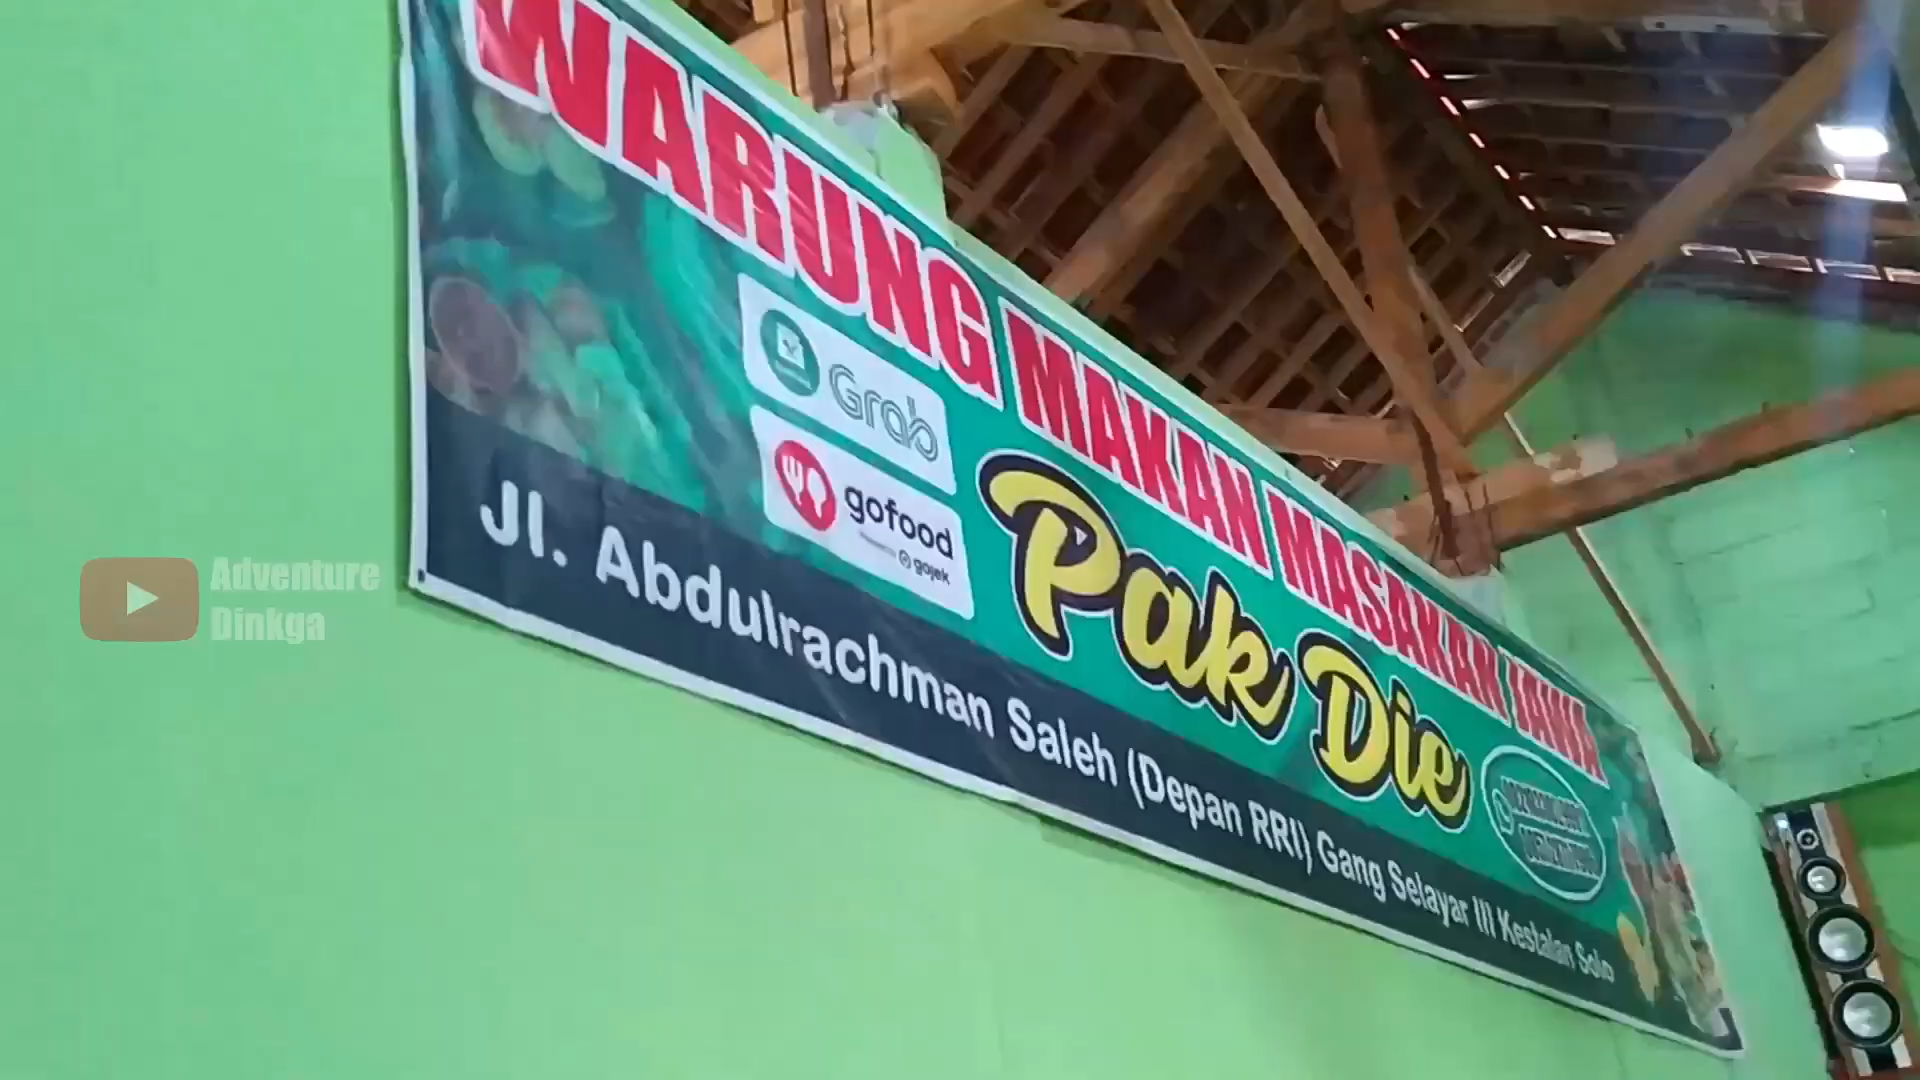 WARUNG MAKAN MASAKAN JAWA
Grab
gofood
gojek
Pak Die
Jl. Abdulrachman Saleh (Depan RRI) Gang Selayar III Kestalan Solo
Adventure
Dinkga